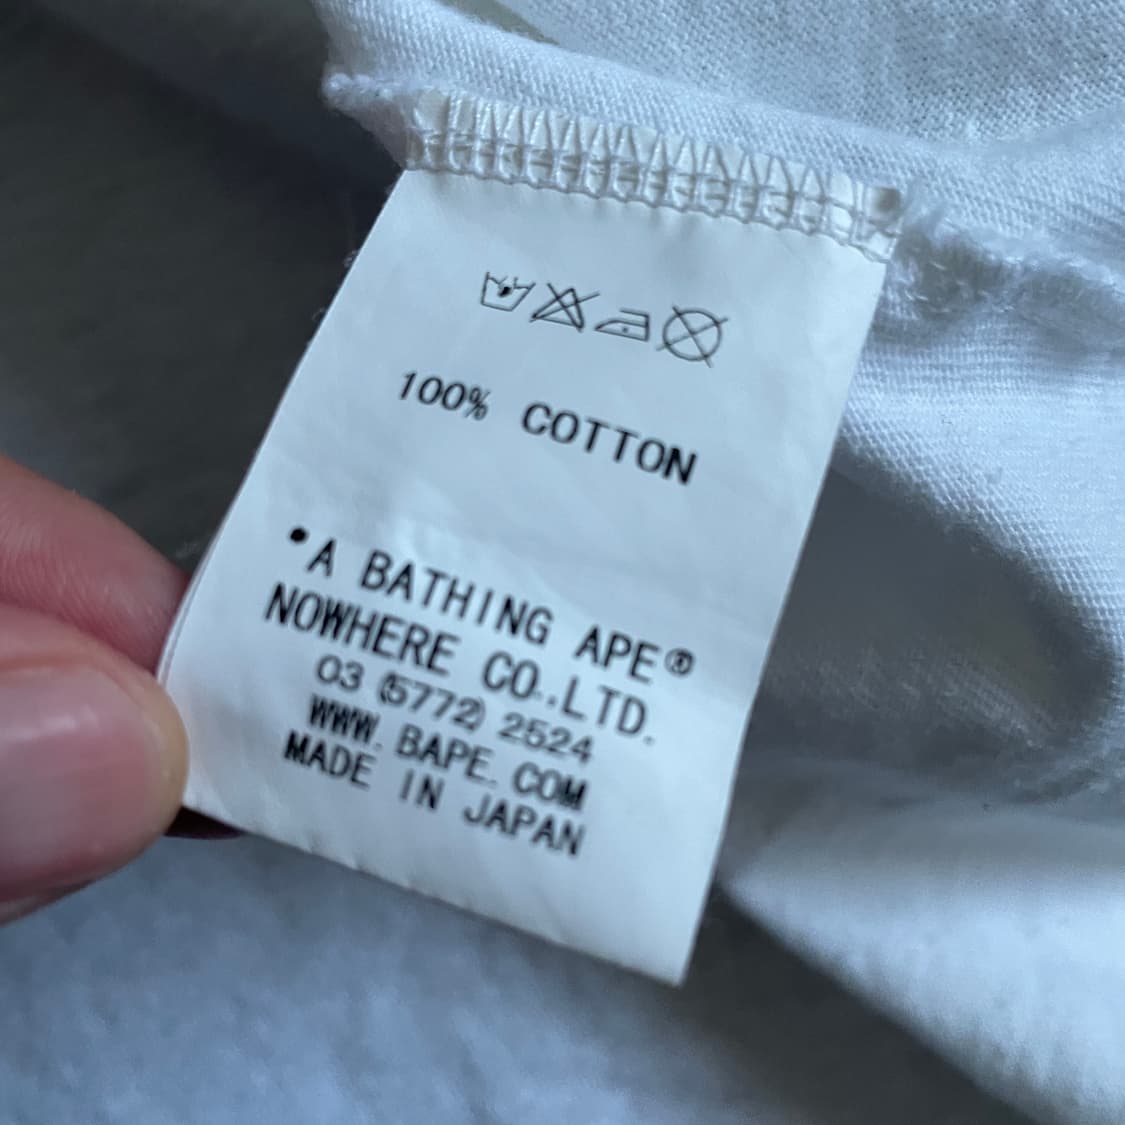 100% COTTON
•A BATHING APE®
NOWHERE CO.,LTD.
03 (5772) 2524
WWW. BAPE. COM
MADE IN JAPAN